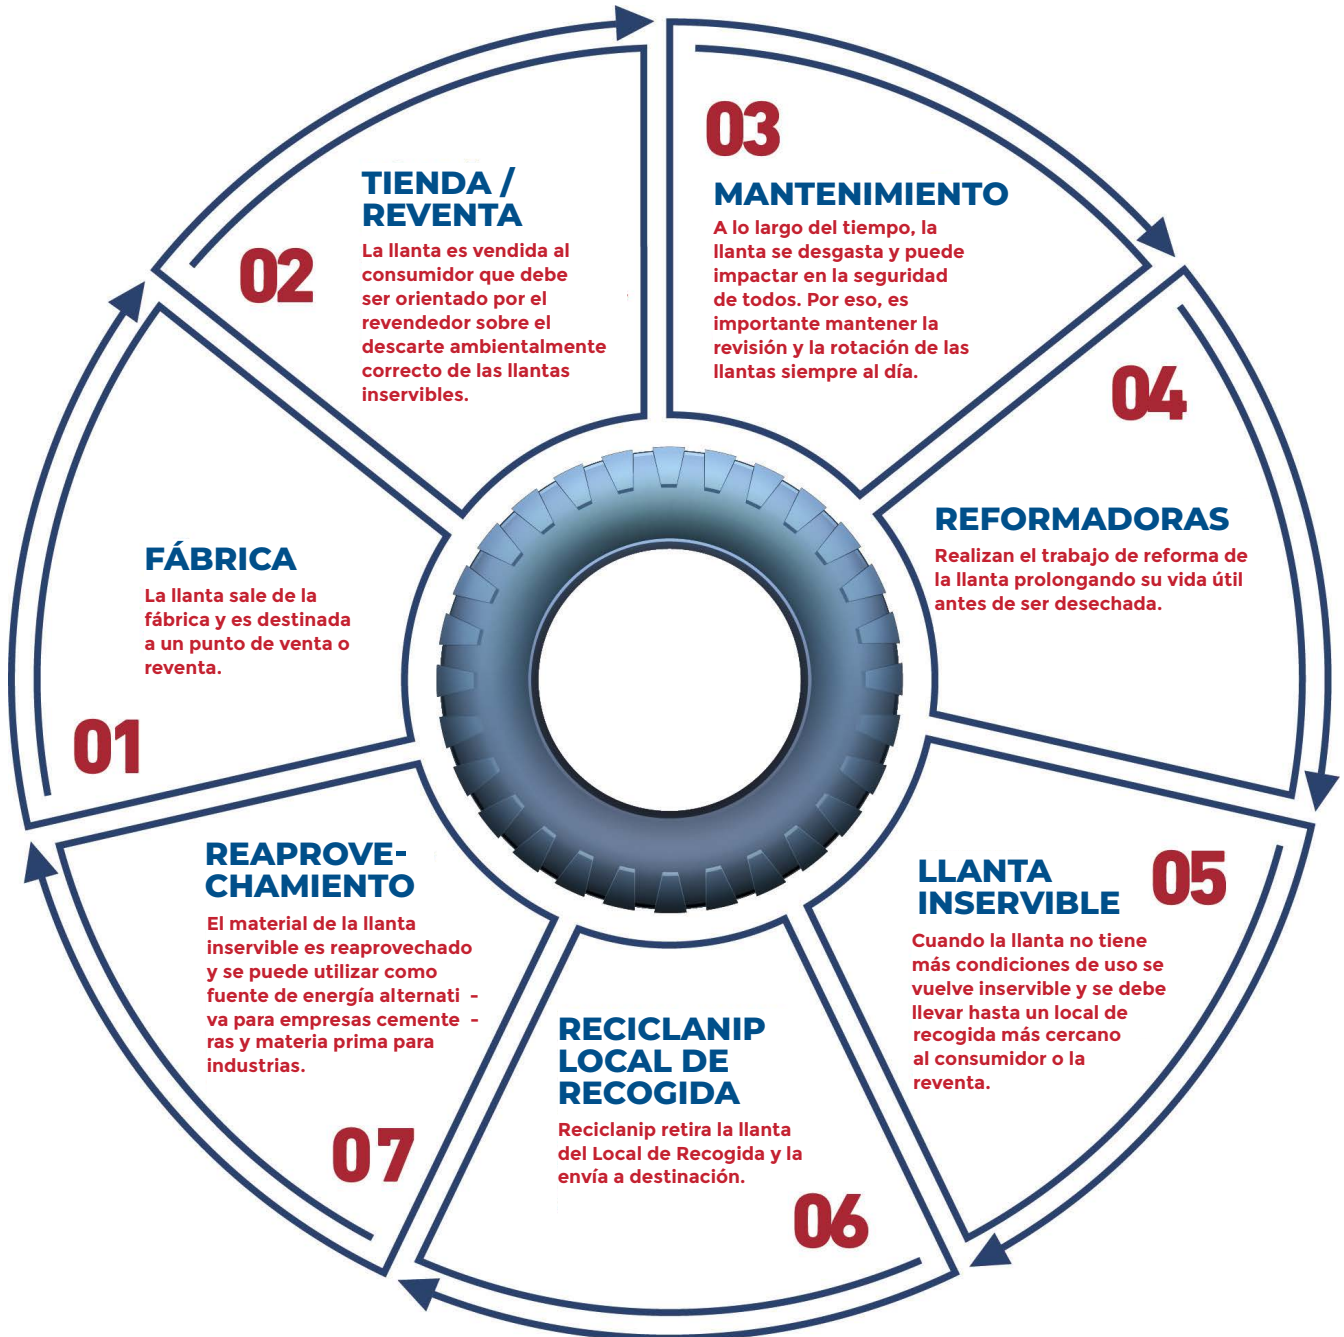 01
FÁBRICA
La llanta sale de la
fábrica y es destinada
a un punto de venta o
reventa.
02
TIENDA /
REVENTA
La llanta es vendida al
consumidor que debe
ser orientado por el
revendedor sobre el
descarte ambientalmente
correcto de las llantas
inservibles.
03
MANTENIMIENTO
A lo largo del tiempo, la
llanta se desgasta y puede
impactar en la seguridad
de todos. Por eso, es
importante mantener la
revisión y la rotación de las
llantas siempre al día.
04
REFORMADORAS
Realizan el trabajo de reforma de
la llanta prolongando su vida útil
antes de ser desechada.
05
LLANTA
INSERVIBLE
Cuando la llanta no tiene
más condiciones de uso se
vuelve inservible y se debe
llevar hasta un local de
recogida más cercano
al consumidor o la
reventa.
06
RECICLANIP
LOCAL DE
RECOGIDA
Reciclanip retira la llanta
del Local de Recogida y la
envía a destinación.
07
REAPROVE-
CHAMIENTO
El material de la llanta
inservible es reaprovechado
y se puede utilizar como
fuente de energía alternati -
va para empresas cemente -
ras y materia prima para
industrias.